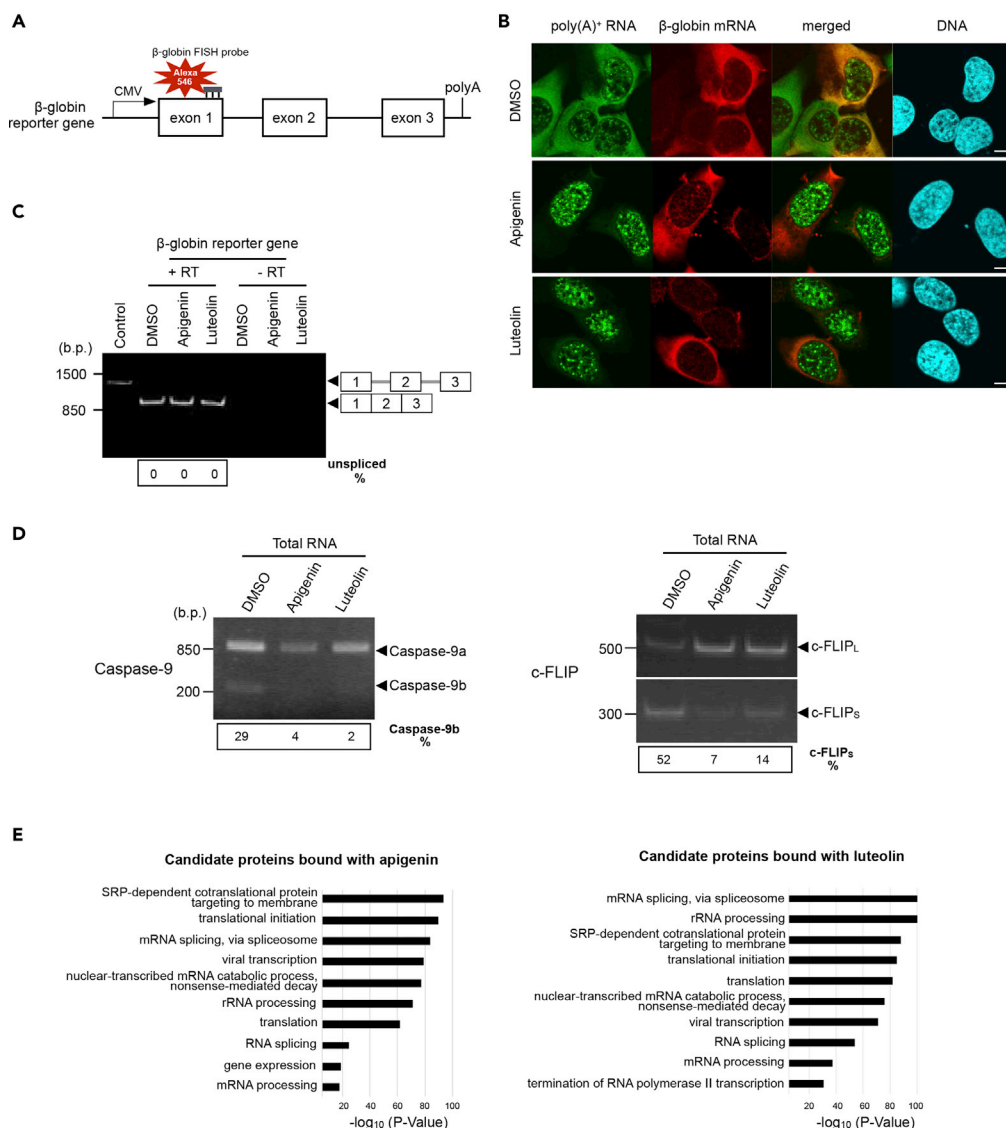 A
β-globin FISH probe
Alexa
546
CMV
polyA
β-globin
reporter gene
exon 1
exon 2
exon 3
B
poly(A)+ RNA
β-globin mRNA
merged
DNA
DMSO
Apigenin
Luteolin
C
β-globin reporter gene
+ RT
- RT
Control
DMSO
Apigenin
Luteolin
DMSO
Apigenin
Luteolin
(b.p.)
1500
850
1 2 3
1 2 3
0 0 0
unspliced
%
D
Total RNA
DMSO
Apigenin
Luteolin
(b.p.)
Caspase-9
850
200
Caspase-9a
Caspase-9b
29 4 2
Caspase-9b
%
Total RNA
DMSO
Apigenin
Luteolin
c-FLIP
500
300
c-FLIPL
c-FLIPS
52 7 14
c-FLIPS
%
E
Candidate proteins bound with apigenin
SRP-dependent cotranslational protein
targeting to membrane
translational initiation
mRNA splicing, via spliceosome
viral transcription
nuclear-transcribed mRNA catabolic process,
nonsense-mediated decay
rRNA processing
translation
RNA splicing
gene expression
mRNA processing
20 40 60 80 100
-log10 (P-Value)
Candidate proteins bound with luteolin
mRNA splicing, via spliceosome
rRNA processing
SRP-dependent cotranslational protein
targeting to membrane
translational initiation
translation
nuclear-transcribed mRNA catabolic process,
nonsense-mediated decay
viral transcription
RNA splicing
mRNA processing
termination of RNA polymerase II transcription
20 40 60 80 100
-log10 (P-Value)